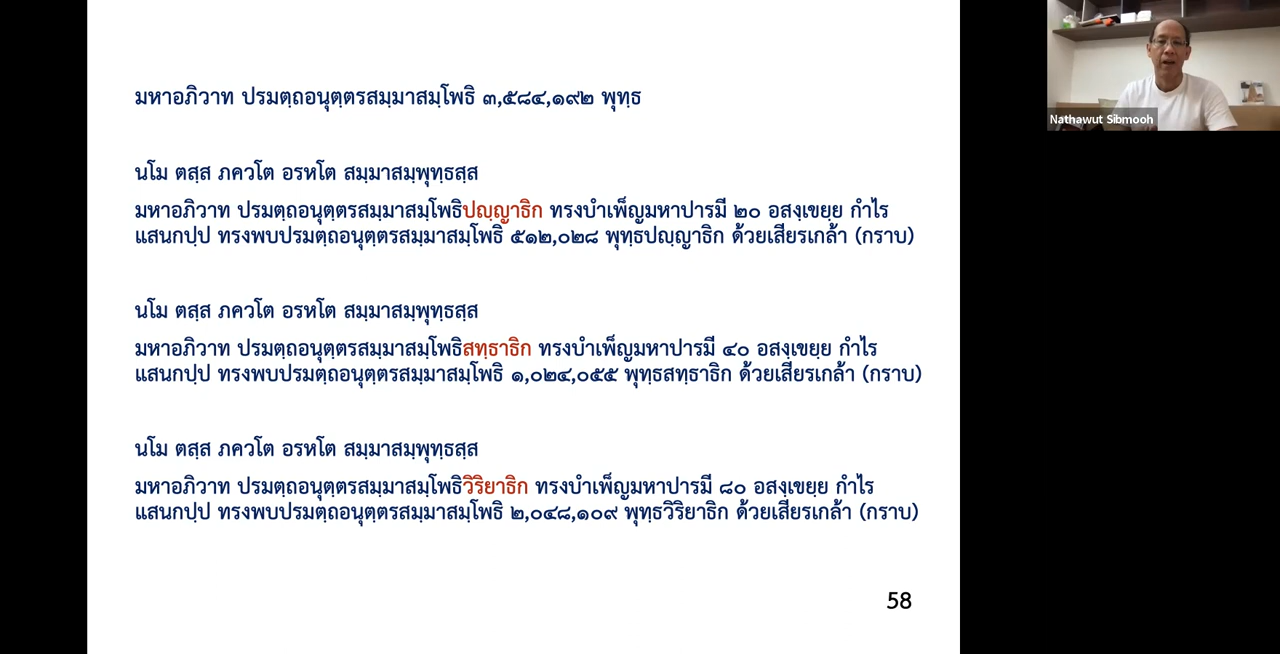 มหาอภิวาท ปรมตฺถอนุตฺตรสมฺมาสมฺโพธิ ๓,๕๘๔,๑๙๒ พุทฺธ
นโม ตสฺส ภควโต อรหโต สมฺมาสมฺพุทฺธสฺส
มหาอภิวาท ปรมตฺถอนุตฺตรสมฺมาสมฺโพธิปญฺญาธิก ทรงบำเพ็ญมหาปารมี ๒๐ อสงฺเขยฺย กำไร
แสนกปฺป ทรงพบปรมตฺถอนุตฺตรสมฺมาสมฺโพธิ ๕๑๒,๐๒๘ พุทฺธปญฺญาธิก ด้วยเสียรเกล้า (กราบ)
นโม ตสฺส ภควโต อรหโต สมฺมาสมฺพุทฺธสฺส
มหาอภิวาท ปรมตฺถอนุตฺตรสมฺมาสมฺโพธิสทฺธาธิก ทรงบำเพ็ญมหาปารมี ๔๐ อสงฺเขยฺย กำไร
แสนกปฺป ทรงพบปรมตฺถอนุตฺตรสมฺมาสมฺโพธิ ๑,๐๒๔,๐๕๕ พุทฺธสทฺธาธิก ด้วยเสียรเกล้า (กราบ)
นโม ตสฺส ภควโต อรหโต สมฺมาสมฺพุทฺธสฺส
มหาอภิวาท ปรมตฺถอนุตฺตรสมฺมาสมฺโพธิวิริยาธิก ทรงบำเพ็ญมหาปารมี ๘๐ อสงฺเขยฺย กำไร
แสนกปฺป ทรงพบปรมตฺถอนุตฺตรสมฺมาสมฺโพธิ ๒,๐๔๘,๑๐๙ พุทฺธวิริยาธิก ด้วยเสียรเกล้า (กราบ)
58
Nathawut Sibmooh